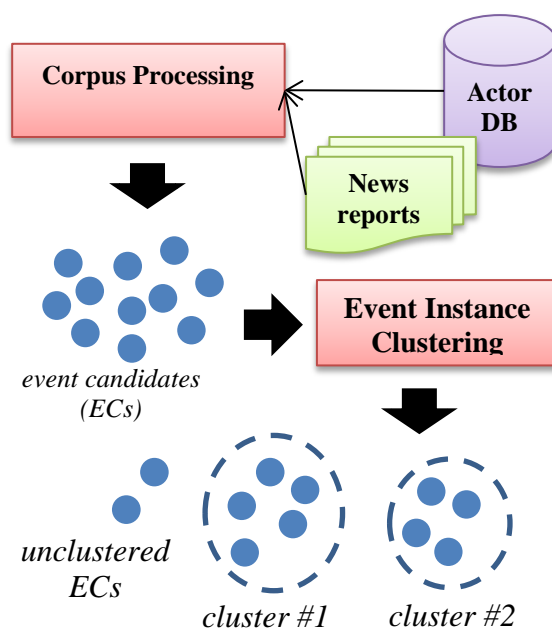 Corpus Processing
Actor
DB
News
reports
event candidates
(ECs)
Event Instance
Clustering
unclustered
ECs
cluster #1
cluster #2